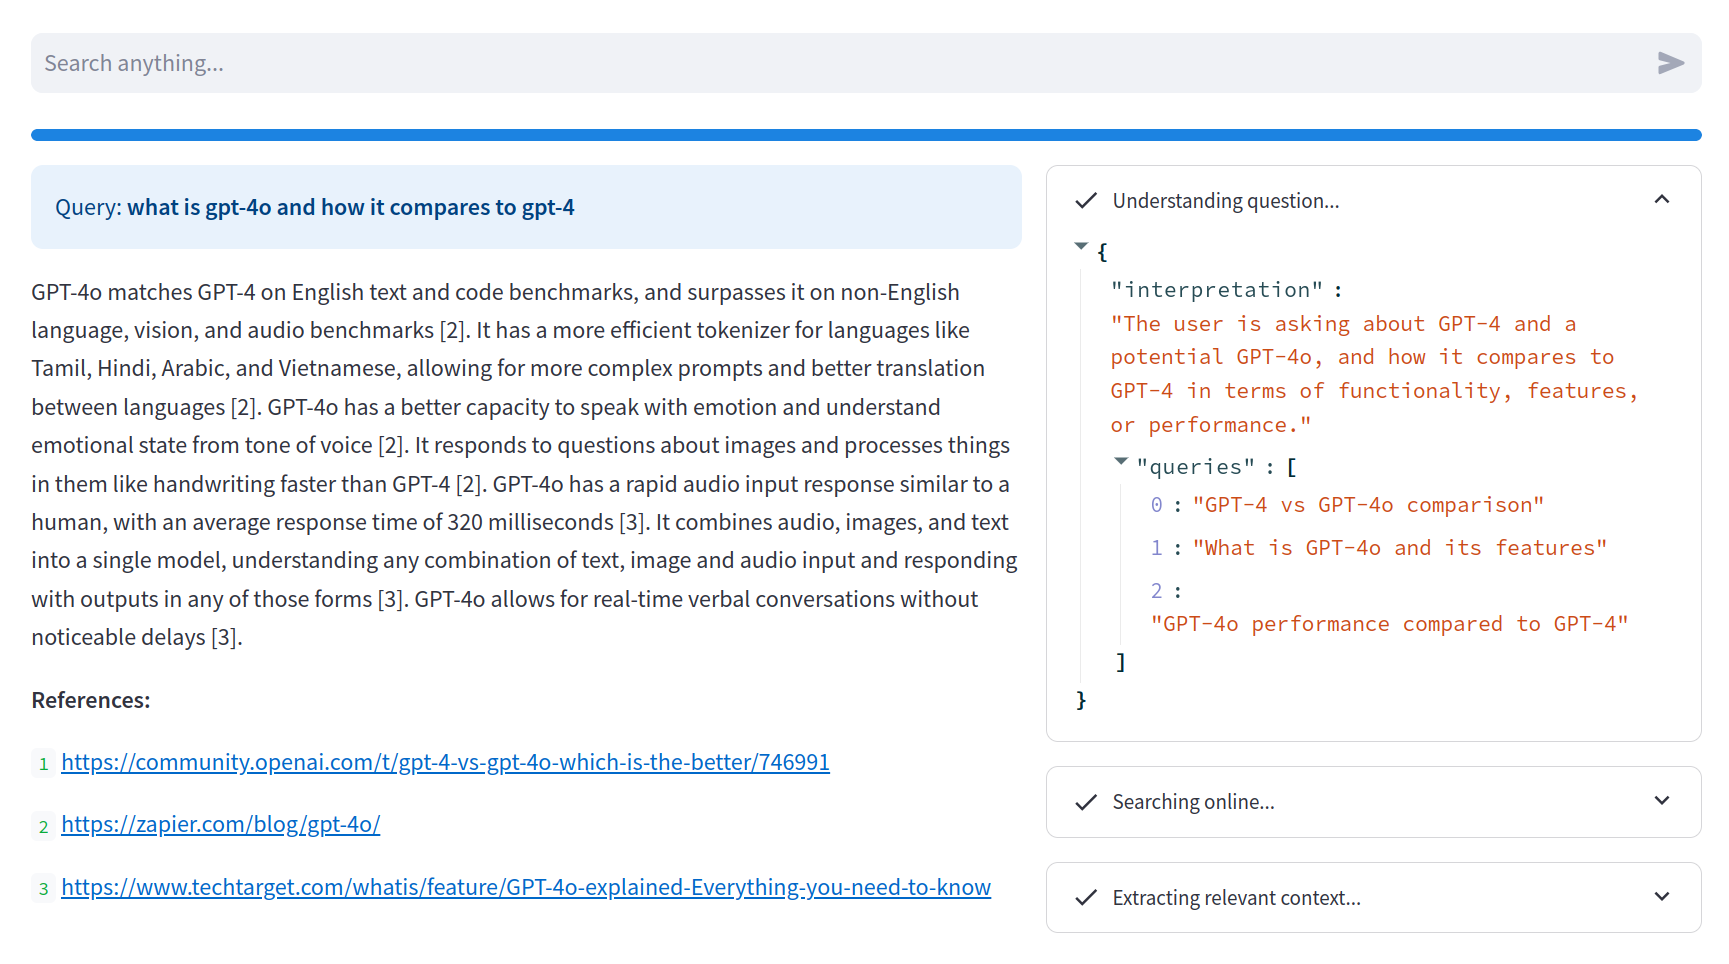 Search anything...
Query: what is gpt-4o and how it compares to gpt-4
GPT-4o matches GPT-4 on English text and code benchmarks, and surpasses it on non-English
language, vision, and audio benchmarks [2]. It has a more efficient tokenizer for languages like
Tamil, Hindi, Arabic, and Vietnamese, allowing for more complex prompts and better translation
between languages [2]. GPT-4o has a better capacity to speak with emotion and understand
emotional state from tone of voice [2]. It responds to questions about images and processes things
in them like handwriting faster than GPT-4 [2]. GPT-4o has a rapid audio input response similar to a
human, with an average response time of 320 milliseconds [3]. It combines audio, images, and text
into a single model, understanding any combination of text, image and audio input and responding
with outputs in any of those forms [3]. GPT-4o allows for real-time verbal conversations without
noticeable delays [3].
References:
1 https://community.openai.com/t/gpt-4-vs-gpt-4o-which-is-the-better/746991
2 https://zapier.com/blog/gpt-4o/
3 https://www.techtarget.com/whatis/feature/GPT-4o-explained-Everything-you-need-to-know
Understanding question...
{
"interpretation" :
"The user is asking about GPT-4 and a
potential GPT-4o, and how it compares to
GPT-4 in terms of functionality, features,
or performance."
"queries" : [
0 : "GPT-4 vs GPT-4o comparison"
1 : "What is GPT-4o and its features"
2 :
"GPT-4o performance compared to GPT-4"
]
}
Searching online...
Extracting relevant context...